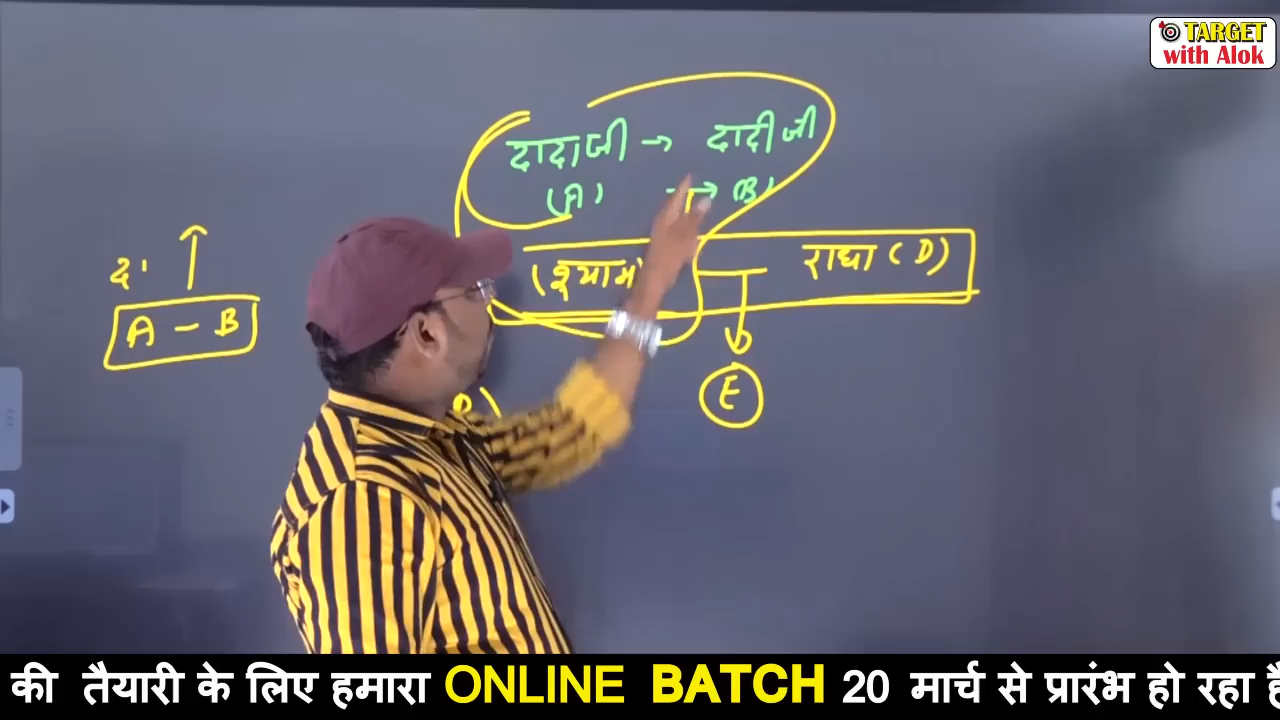 TARGET
with Alok
दादाजी → दादीजी
(A) → (B)
(श्याम राधा (D)
द. ↑
A - B
E
की तैयारी के लिए हमारा ONLINE BATCH 20 मार्च से प्रारंभ हो रहा है